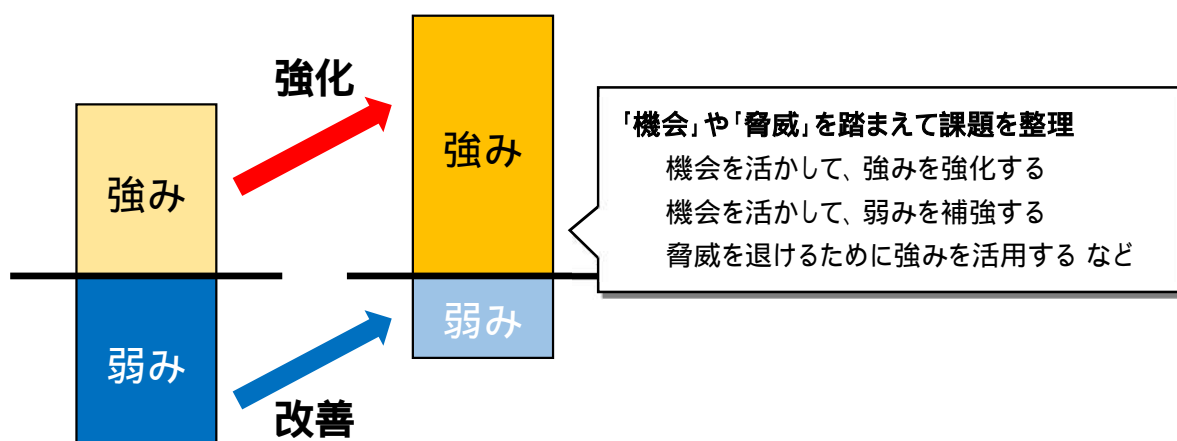 強化
強み
強み
弱み
弱み
改善
「機会」や「脅威」を踏まえて課題を整理
機会を活かして、強みを強化する
機会を活かして、弱みを補強する
脅威を退けるために強みを活用する など